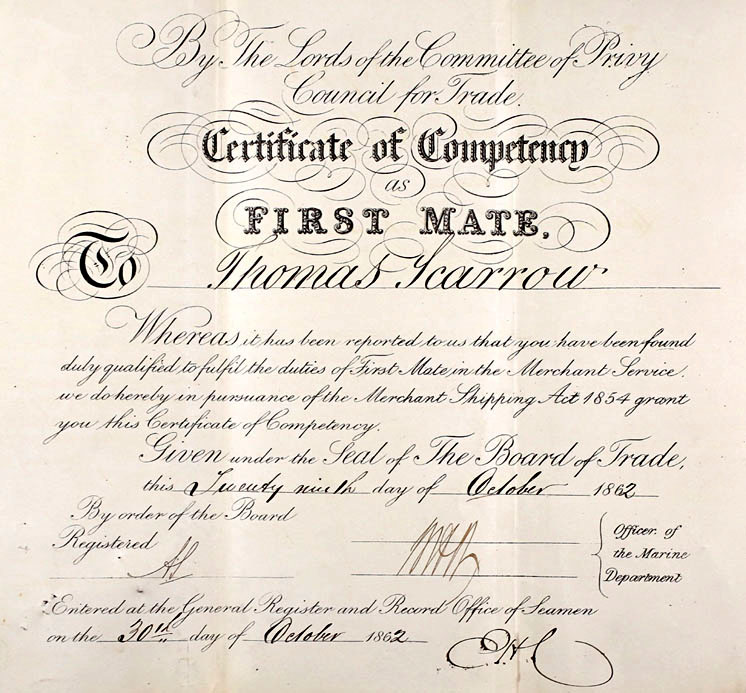 By The Lords of the Committee of Privy
Council for Trade.
Certificate of Competency
as
FIRST MATE.
To Thomas Scarrow
Whereas it has been reported to us that you have been found
duly qualified to fulfil the duties of First Mate in the Merchant Service.
we do hereby in pursuance of the Merchant Shipping Act 1854 grant
you this Certificate of Competency.
Given under the Seal of The Board of Trade,
this Twenty ninth day of October 1862
By order of the Board
Registered
Officer of
the Marine
Department
Entered at the General Register and Record Office of Seamen
on the 30th day of October 1862